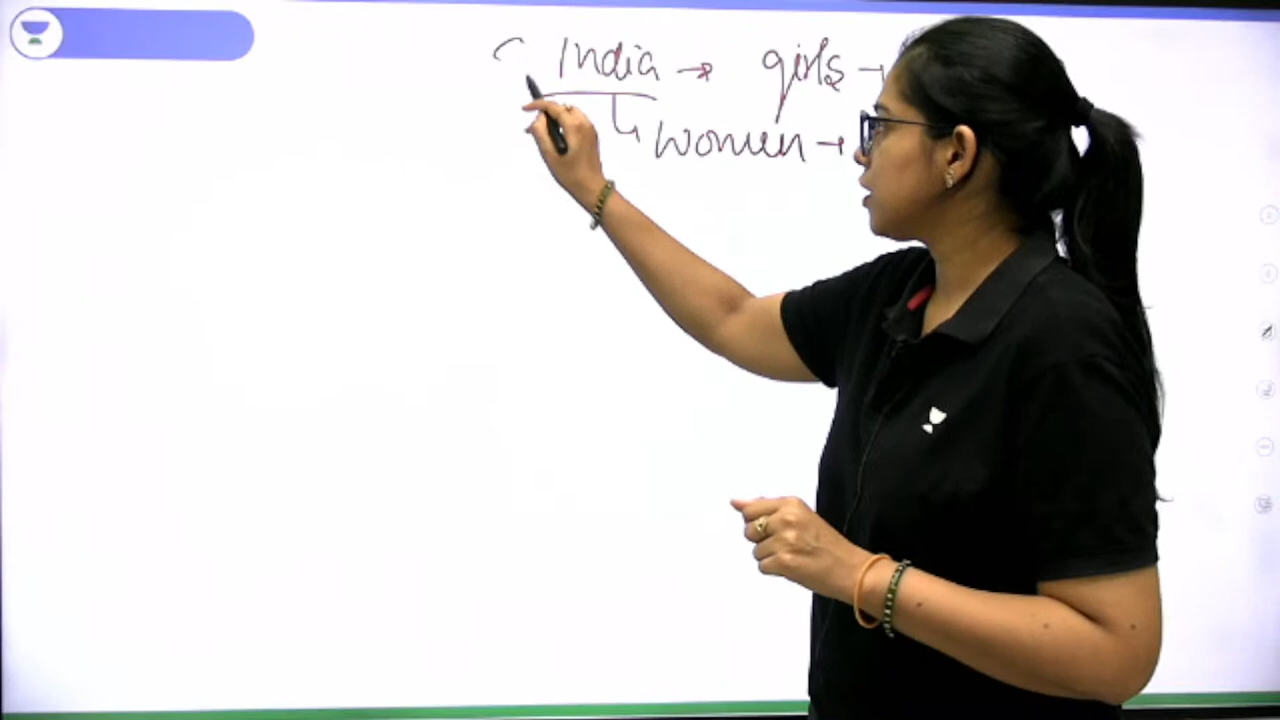 India → girls →
↳ women →